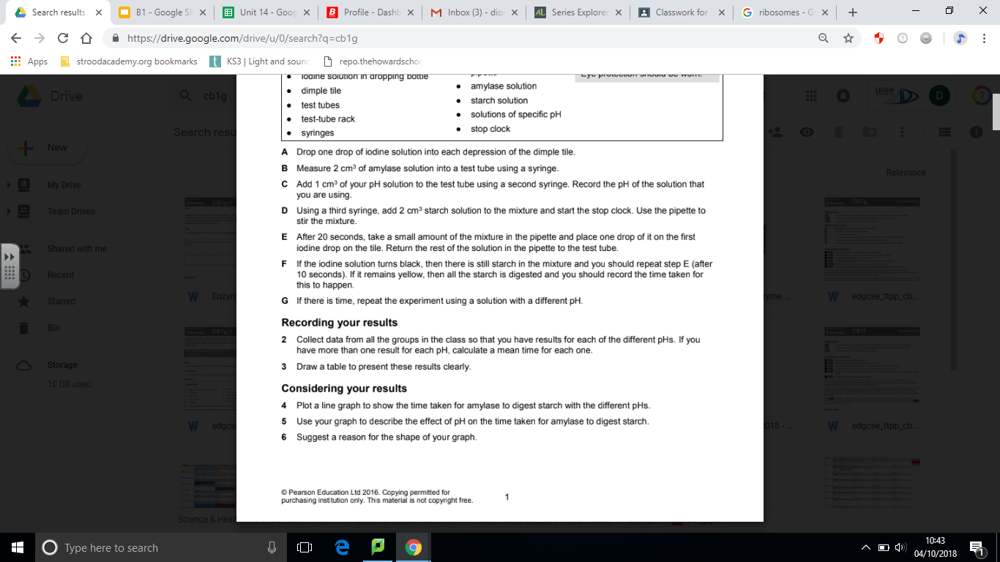 Search results
B1 - Google Sl
Unit 14 - Goog
Profile - Dashb
Inbox (3) - dior
Series Explorer
Classwork for
ribosomes - G
https://drive.google.com/drive/u/0/search?q=cb1g
Apps
stroodacademy.org bookmarks
KS3 | Light and soun
repo.thehowardschoo
Drive
cb1g
LEIGH
D
Search resu
New
My Drive
Team Drives
Shared with me
Recent
Starred
Bin
Storage
10 GB used
Relevance
• iodine solution in dropping bottle
• dimple tile
• test tubes
• test-tube rack
• syringes
pipette
• amylase solution
• starch solution
• solutions of specific pH
• stop clock
Eye protection should be worn.
A Drop one drop of iodine solution into each depression of the dimple tile.
B Measure 2 cm³ of amylase solution into a test tube using a syringe.
C Add 1 cm³ of your pH solution to the test tube using a second syringe. Record the pH of the solution that
you are using.
D Using a third syringe, add 2 cm³ starch solution to the mixture and start the stop clock. Use the pipette to
stir the mixture.
E After 20 seconds, take a small amount of the mixture in the pipette and place one drop of it on the first
iodine drop on the tile. Return the rest of the solution in the pipette to the test tube.
F If the iodine solution turns black, then there is still starch in the mixture and you should repeat step E (after
10 seconds). If it remains yellow, then all the starch is digested and you should record the time taken for
this to happen.
G If there is time, repeat the experiment using a solution with a different pH.
Recording your results
2 Collect data from all the groups in the class so that you have results for each of the different pHs. If you
have more than one result for each pH, calculate a mean time for each one.
3 Draw a table to present these results clearly.
Considering your results
4 Plot a line graph to show the time taken for amylase to digest starch with the different pHs.
5 Use your graph to describe the effect of pH on the time taken for amylase to digest starch.
6 Suggest a reason for the shape of your graph.
© Pearson Education Ltd 2016. Copying permitted for
purchasing institution only. This material is not copyright free.
1
Sciences CB1g.1
Sciences CB1g
W Enzym
zyme ...
W edgcse_ttpp_cb...
Sciences CB1g.1
Sciences CB1f
W edgcs
018 - ...
W edgcse_ttpp_cb...
Science & Heal
Type here to search
10:43
04/10/2018
1